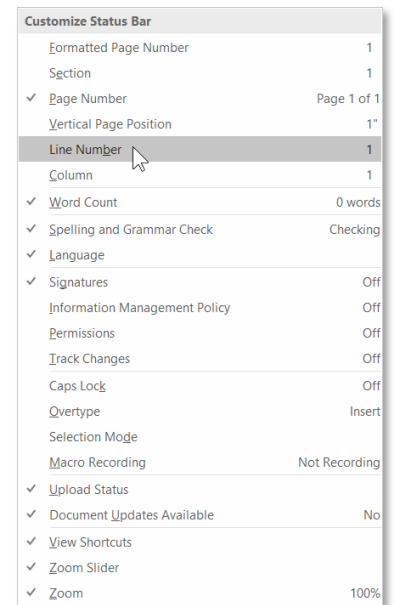 Customize Status Bar
Formatted Page Number 1
Section 1
✓ Page Number Page 1 of 1
Vertical Page Position 1"
Line Number 1
Column 1
✓ Word Count 0 words
✓ Spelling and Grammar Check Checking
✓ Language
✓ Signatures Off
Information Management Policy Off
Permissions Off
Track Changes Off
Caps Lock Off
Overtype Insert
Selection Mode
Macro Recording Not Recording
✓ Upload Status
✓ Document Updates Available No
✓ View Shortcuts
✓ Zoom Slider
✓ Zoom 100%